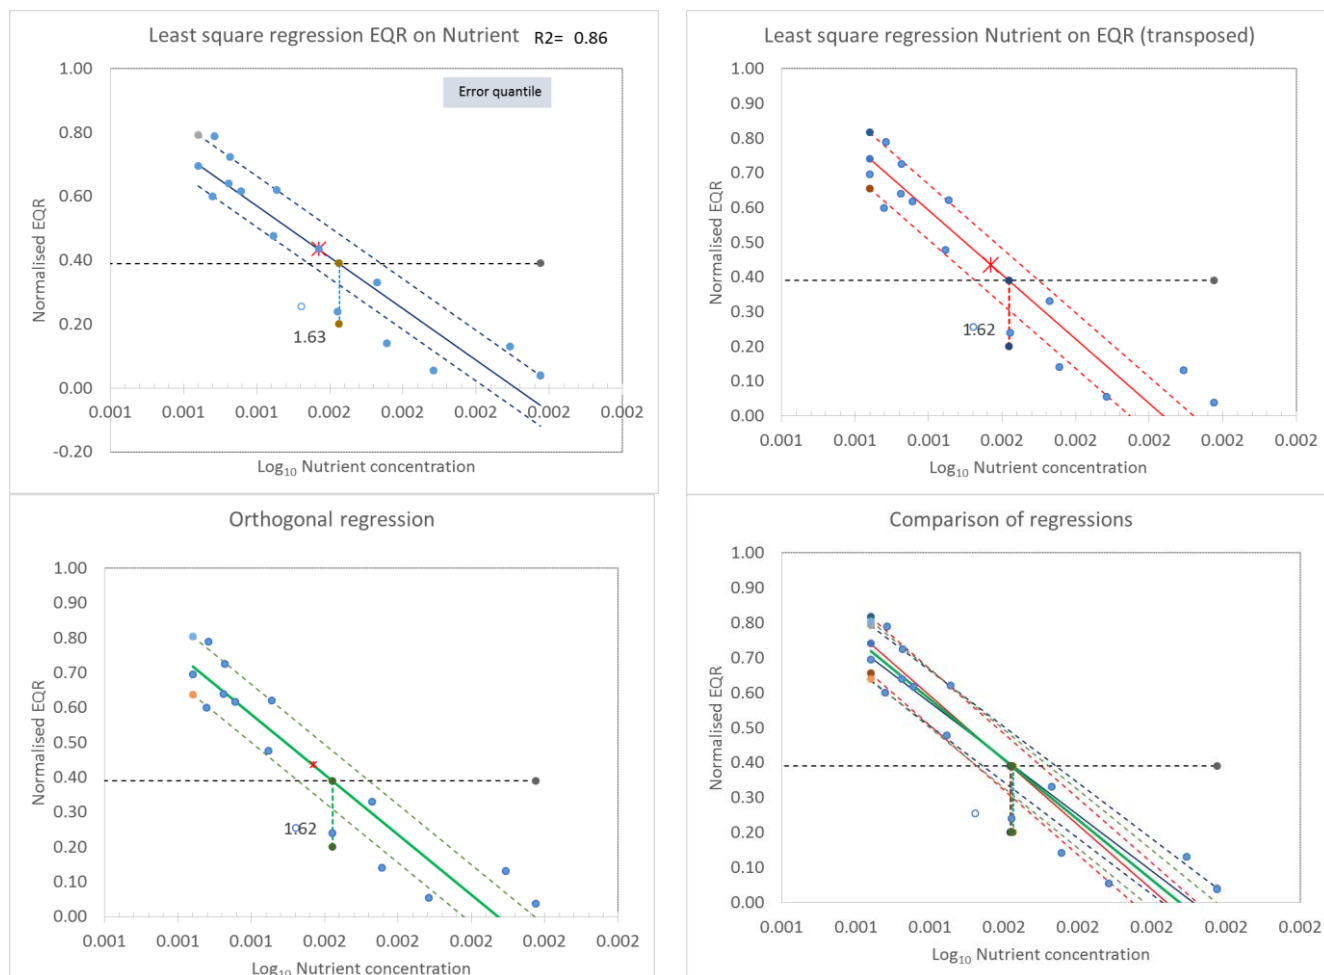 Least square regression EQR on Nutrient R2= 0.86
Error quantile
1.00
0.80
0.60
0.40
0.20
0.00
-0.20
Normalised EQR
1.63
0.001 0.001 0.001 0.002 0.002 0.002 0.002 0.002
Log10 Nutrient concentration
Least square regression Nutrient on EQR (transposed)
1.00
0.90
0.80
0.70
0.60
0.50
0.40
0.30
0.20
0.10
0.00
Normalised EQR
1.62
0.001 0.001 0.001 0.002 0.002 0.002 0.002 0.002
Log10 Nutrient concentration
Orthogonal regression
1.00
0.90
0.80
0.70
0.60
0.50
0.40
0.30
0.20
0.10
0.00
Normalised EQR
1.62
0.001 0.001 0.001 0.002 0.002 0.002 0.002 0.002
Log10 Nutrient concentration
Comparison of regressions
1.00
0.90
0.80
0.70
0.60
0.50
0.40
0.30
0.20
0.10
0.00
Normalised EQR
0.001 0.001 0.001 0.002 0.002 0.002 0.002 0.002
Log10 Nutrient concentration